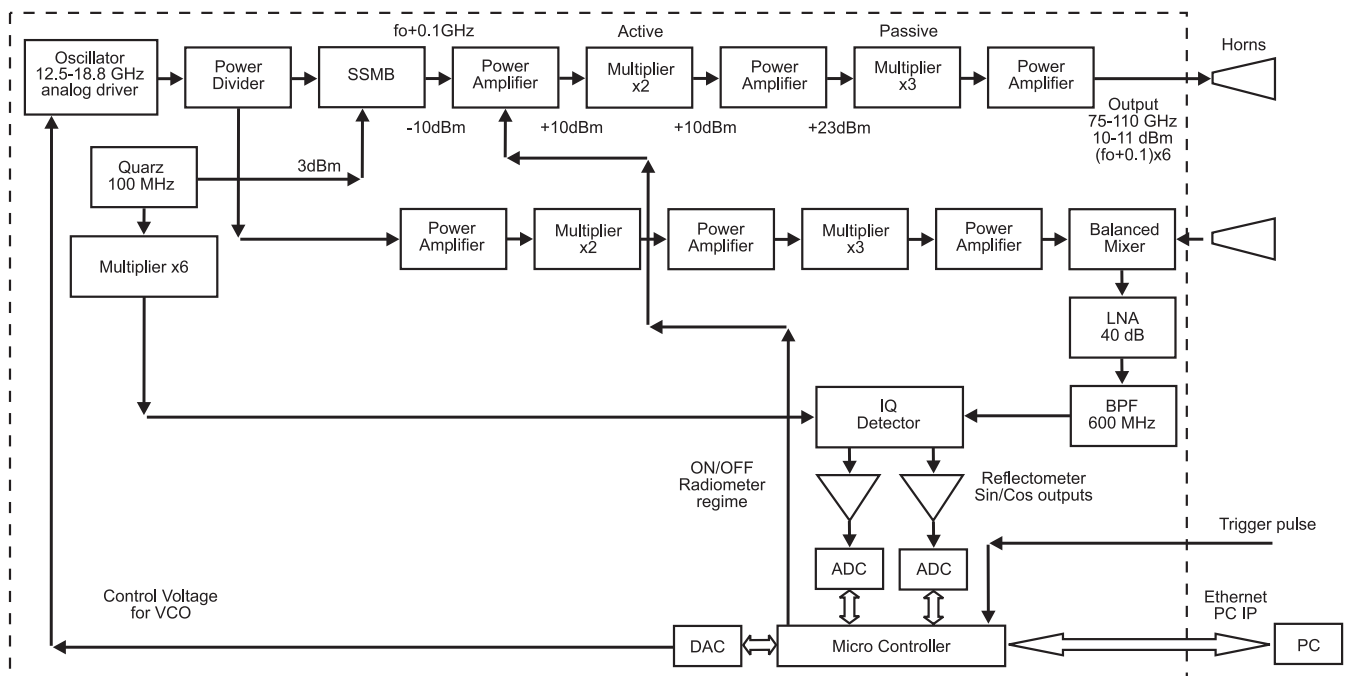 fo+0.1GHz
Active
Passive
Horns
Oscillator
12.5-18.8 GHz
analog driver
Power
Divider
SSMB
Power
Amplifier
Multiplier
x2
Power
Amplifier
Multiplier
x3
Power
Amplifier
-10dBm
+10dBm
+10dBm
+23dBm
Output
75-110 GHz
10-11 dBm
(fo+0.1)x6
Quarz
100 MHz
3dBm
Multiplier x6
Power
Amplifier
Multiplier
x2
Power
Amplifier
Multiplier
x3
Power
Amplifier
Balanced
Mixer
LNA
40 dB
BPF
600 MHz
IQ
Detector
ON/OFF
Radiometer
regime
Reflectometer
Sin/Cos outputs
Trigger pulse
ADC
ADC
Control Voltage
for VCO
Ethernet
PC IP
DAC
Micro Controller
PC